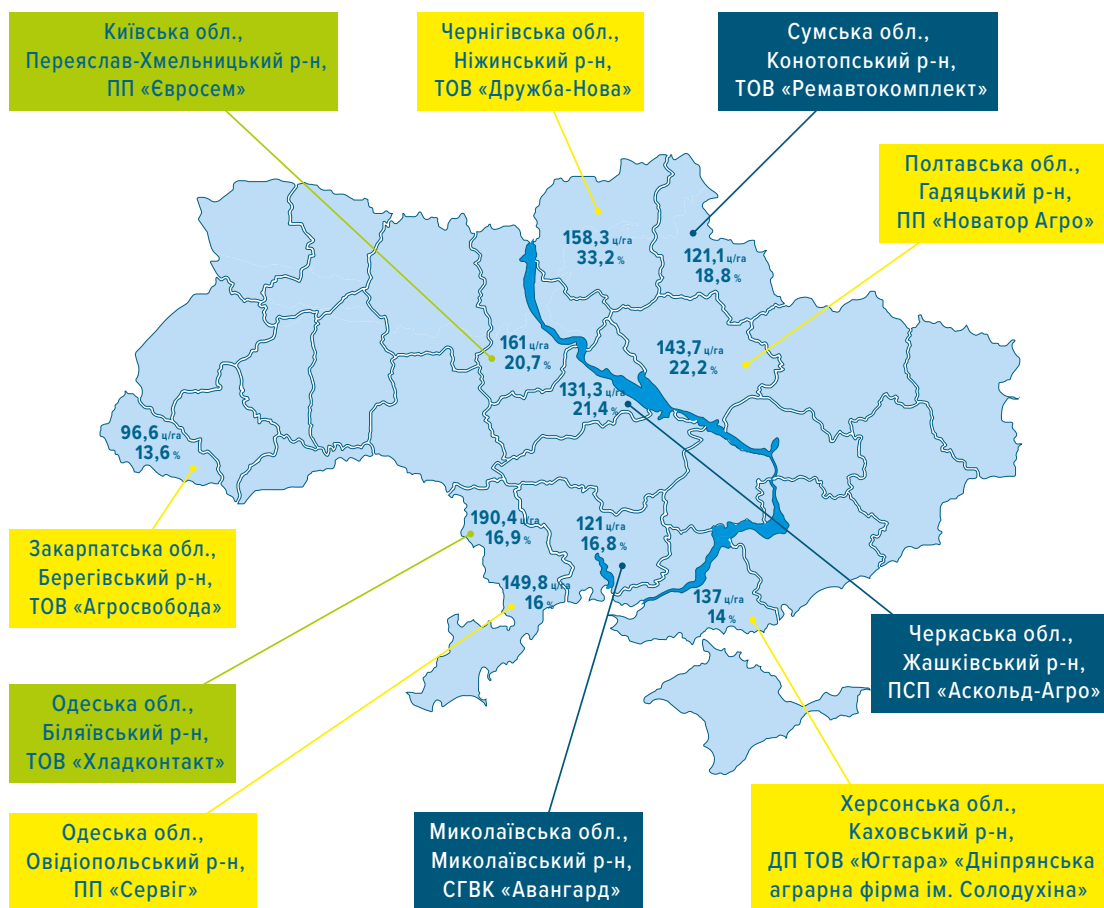 Київська обл.,
Переяслав-Хмельницький р-н,
ПП «Євросем»
Чернігівська обл.,
Ніжинський р-н,
ТОВ «Дружба-Нова»
Сумська обл.,
Конотопський р-н,
ТОВ «Ремавтокомплект»
Полтавська обл.,
Гадяцький р-н,
ПП «Новатор Агро»
158,3 ц/га
33,2 %
121,1 ц/га
18,8 %
161 ц/га
20,7 %
143,7 ц/га
22,2 %
131,3 ц/га
21,4 %
96,6 ц/га
13,6 %
190,4 ц/га
16,9 %
121 ц/га
16,8 %
149,8 ц/га
16 %
137 ц/га
14 %
Закарпатська обл.,
Берегівський р-н,
ТОВ «Агросвобода»
Черкаська обл.,
Жашківський р-н,
ПСП «Аскольд-Агро»
Одеська обл.,
Біляївський р-н,
ТОВ «Хладконтакт»
Одеська обл.,
Овідіопольський р-н,
ПП «Сервіг»
Миколаївська обл.,
Миколаївський р-н,
СГВК «Авангард»
Херсонська обл.,
Каховський р-н,
ДП ТОВ «Югтара» «Дніпрянська
аграрна фірма ім. Солодухіна»